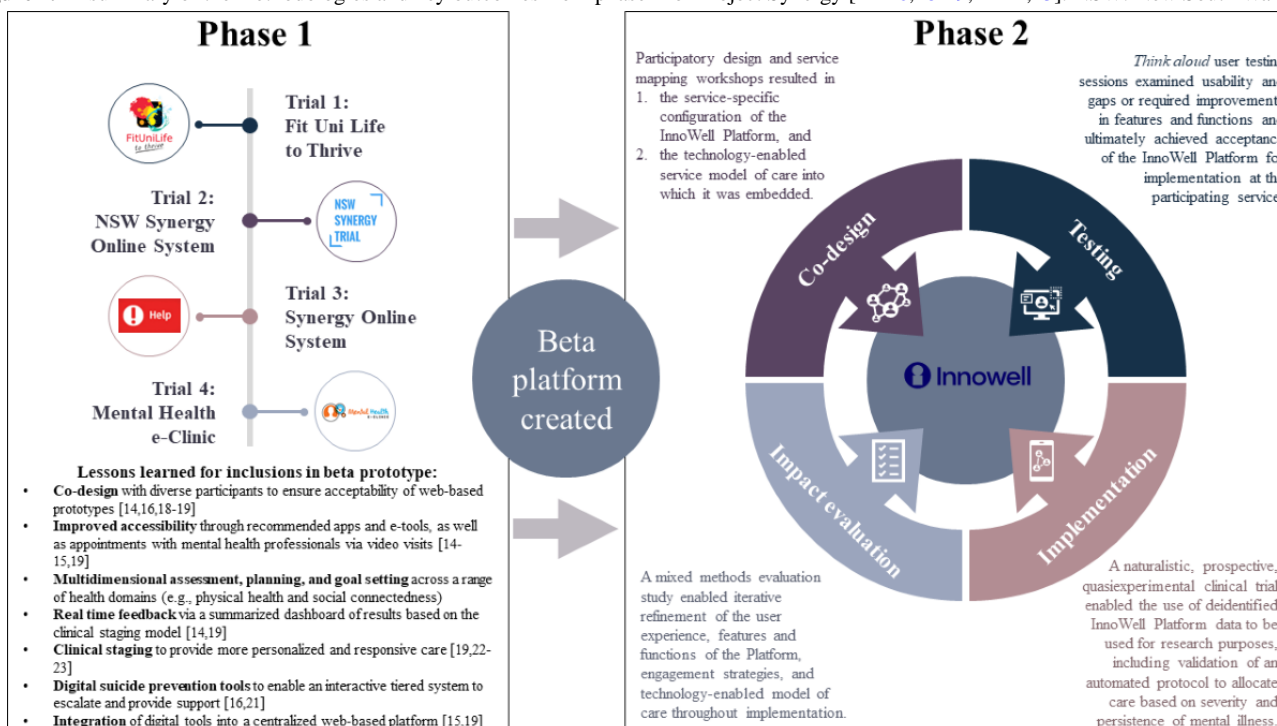 Phase 1
Trial 1:
Fit Uni Life
to Thrive
FitUniLife
to thrive
Trial 2:
NSW Synergy
Online System
NSW
SYNERGY
TRIAL
Help
Trial 3:
Synergy Online
System
Trial 4:
Mental Health
e-Clinic
Mental Health
e-CLINIC
Lessons learned for inclusions in beta prototype:
• Co-design with diverse participants to ensure acceptability of web-based
prototypes [14,16,18-19]
• Improved accessibility through recommended apps and e-tools, as well
as appointments with mental health professionals via video visits [14-
15,19]
• Multidimensional assessment, planning, and goal setting across a range
of health domains (e.g., physical health and social connectedness)
• Real time feedback via a summarized dashboard of results based on the
clinical staging model [14,19]
• Clinical staging to provide more personalized and responsive care [19,22-
23]
• Digital suicide prevention tools to enable an interactive tiered system to
escalate and provide support [16,21]
• Integration of digital tools into a centralized web-based platform [15,19]
Beta
platform
created
Phase 2
Participatory design and service
mapping workshops resulted in
1. the service-specific
configuration of the
InnoWell Platform, and
2. the technology-enabled
service model of care into
which it was embedded.
Think aloud user testin
sessions examined usability an
gaps or required improvement
in features and functions an
ultimately achieved acceptanc
of the InnoWell Platform fo
implementation at th
participating service
Co-design
Testing
Innowell
Impact evaluation
Implementation
A mixed methods evaluation
study enabled iterative
refinement of the user
experience, features and
functions of the Platform,
engagement strategies, and
technology-enabled model of
care throughout implementation.
A naturalistic, prospective,
quasiexperimental clinical trial
enabled the use of deidentified
InnoWell Platform data to be
used for research purposes,
including validation of an
automated protocol to allocate
care based on severity and
persistence of mental illness.